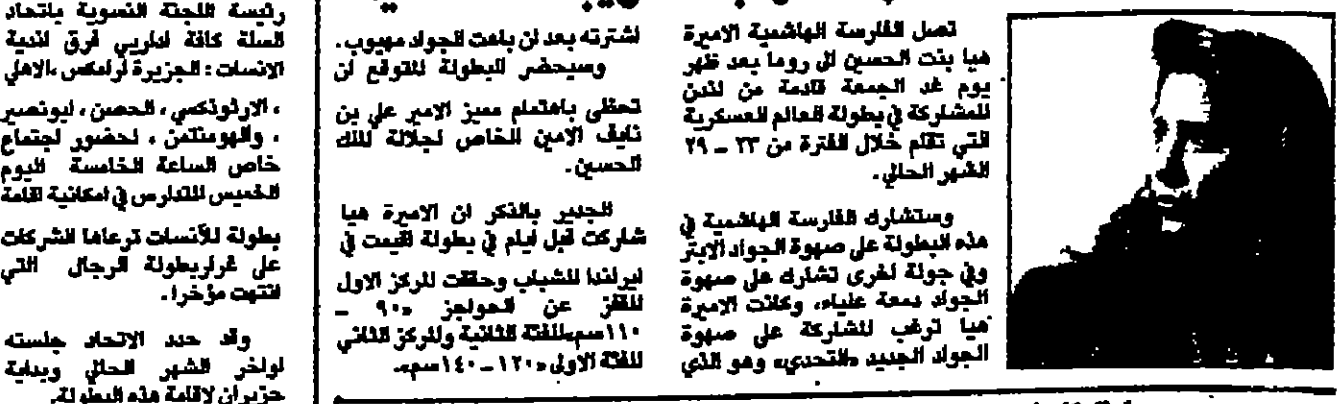 تصل الفارسة الهاشمية الاميرة
هيا بنت الحسين الى روما بعد ظهر
يوم غد الجمعة قادمة من لندن
للمشاركة في بطولة العالم العسكرية
التي تقام خلال الفترة من ٢٣ – ٢٩
الشهر الحالي.
وستشارك الفارسة الهاشمية في
هذه البطولة على صهوة الجواد الابتر
وفي جولة اخرى تشارك على صهوة
الجواد دمعة علياء، وكانت الاميرة
هيا ترغب المشاركة على صهوة
الجواد الجديد «التحدي» وهو الذي
اشترته بعد ان باعت الجواد مهيوب.
وسيحضر البطولة المتوقع ان
تحظى باهتمام مميز الامير علي بن
نايف الامين الخاص لجلالة الملك
الحسين.
الجدير بالذكر ان الاميرة هيا
شاركت قبل ايام في بطولة اقيمت في
ايرلندا للشباب وحققت المركز الاول
للقفز عن الحواجز «٩٠ –
١١٠سم»للفئة الثانية والمركز الثاني
للفئة الاولى «١٢٠ – ١٤٠سم».
رئيسة اللجنة النسوية باتحاد
السلة كافة اداريي فرق اندية
الانسات : الجزيرة ارامكس ،الاهلي
، الارثوذكسي ، الحصن ، ابونصير
، والهومنتمن ، لحضور اجتماع
خاص الساعة الخامسة اليوم
الخميس للتدارس في امكانية اقامة
بطولة للآنسات ترعاها الشركات
على غراربطولة الرجال التي
انتهت مؤخرا.
وقد حدد الاتحاد جلسته
اواخر الشهر الحالي وبداية
حزيران لاقامة هذه البطولة.